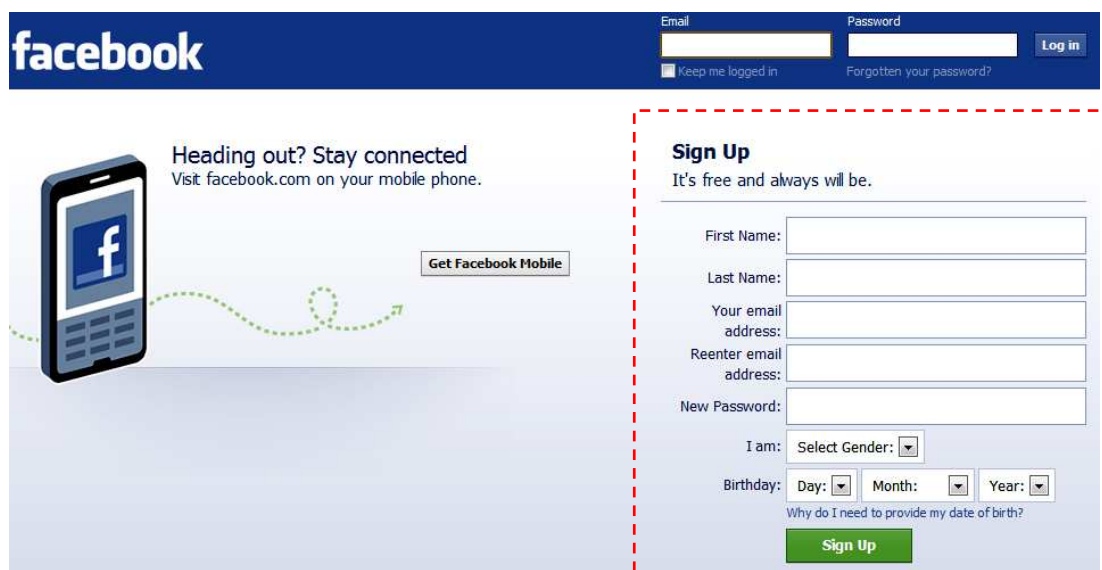 facebook
Email
Password
Log in
Keep me logged in
Forgotten your password?
Heading out? Stay connected
Visit facebook.com on your mobile phone.
f
Get Facebook Mobile
Sign Up
It's free and always will be.
First Name:
Last Name:
Your email
address:
Reenter email
address:
New Password:
I am:
Select Gender:
Birthday:
Day:
Month:
Year:
Why do I need to provide my date of birth?
Sign Up